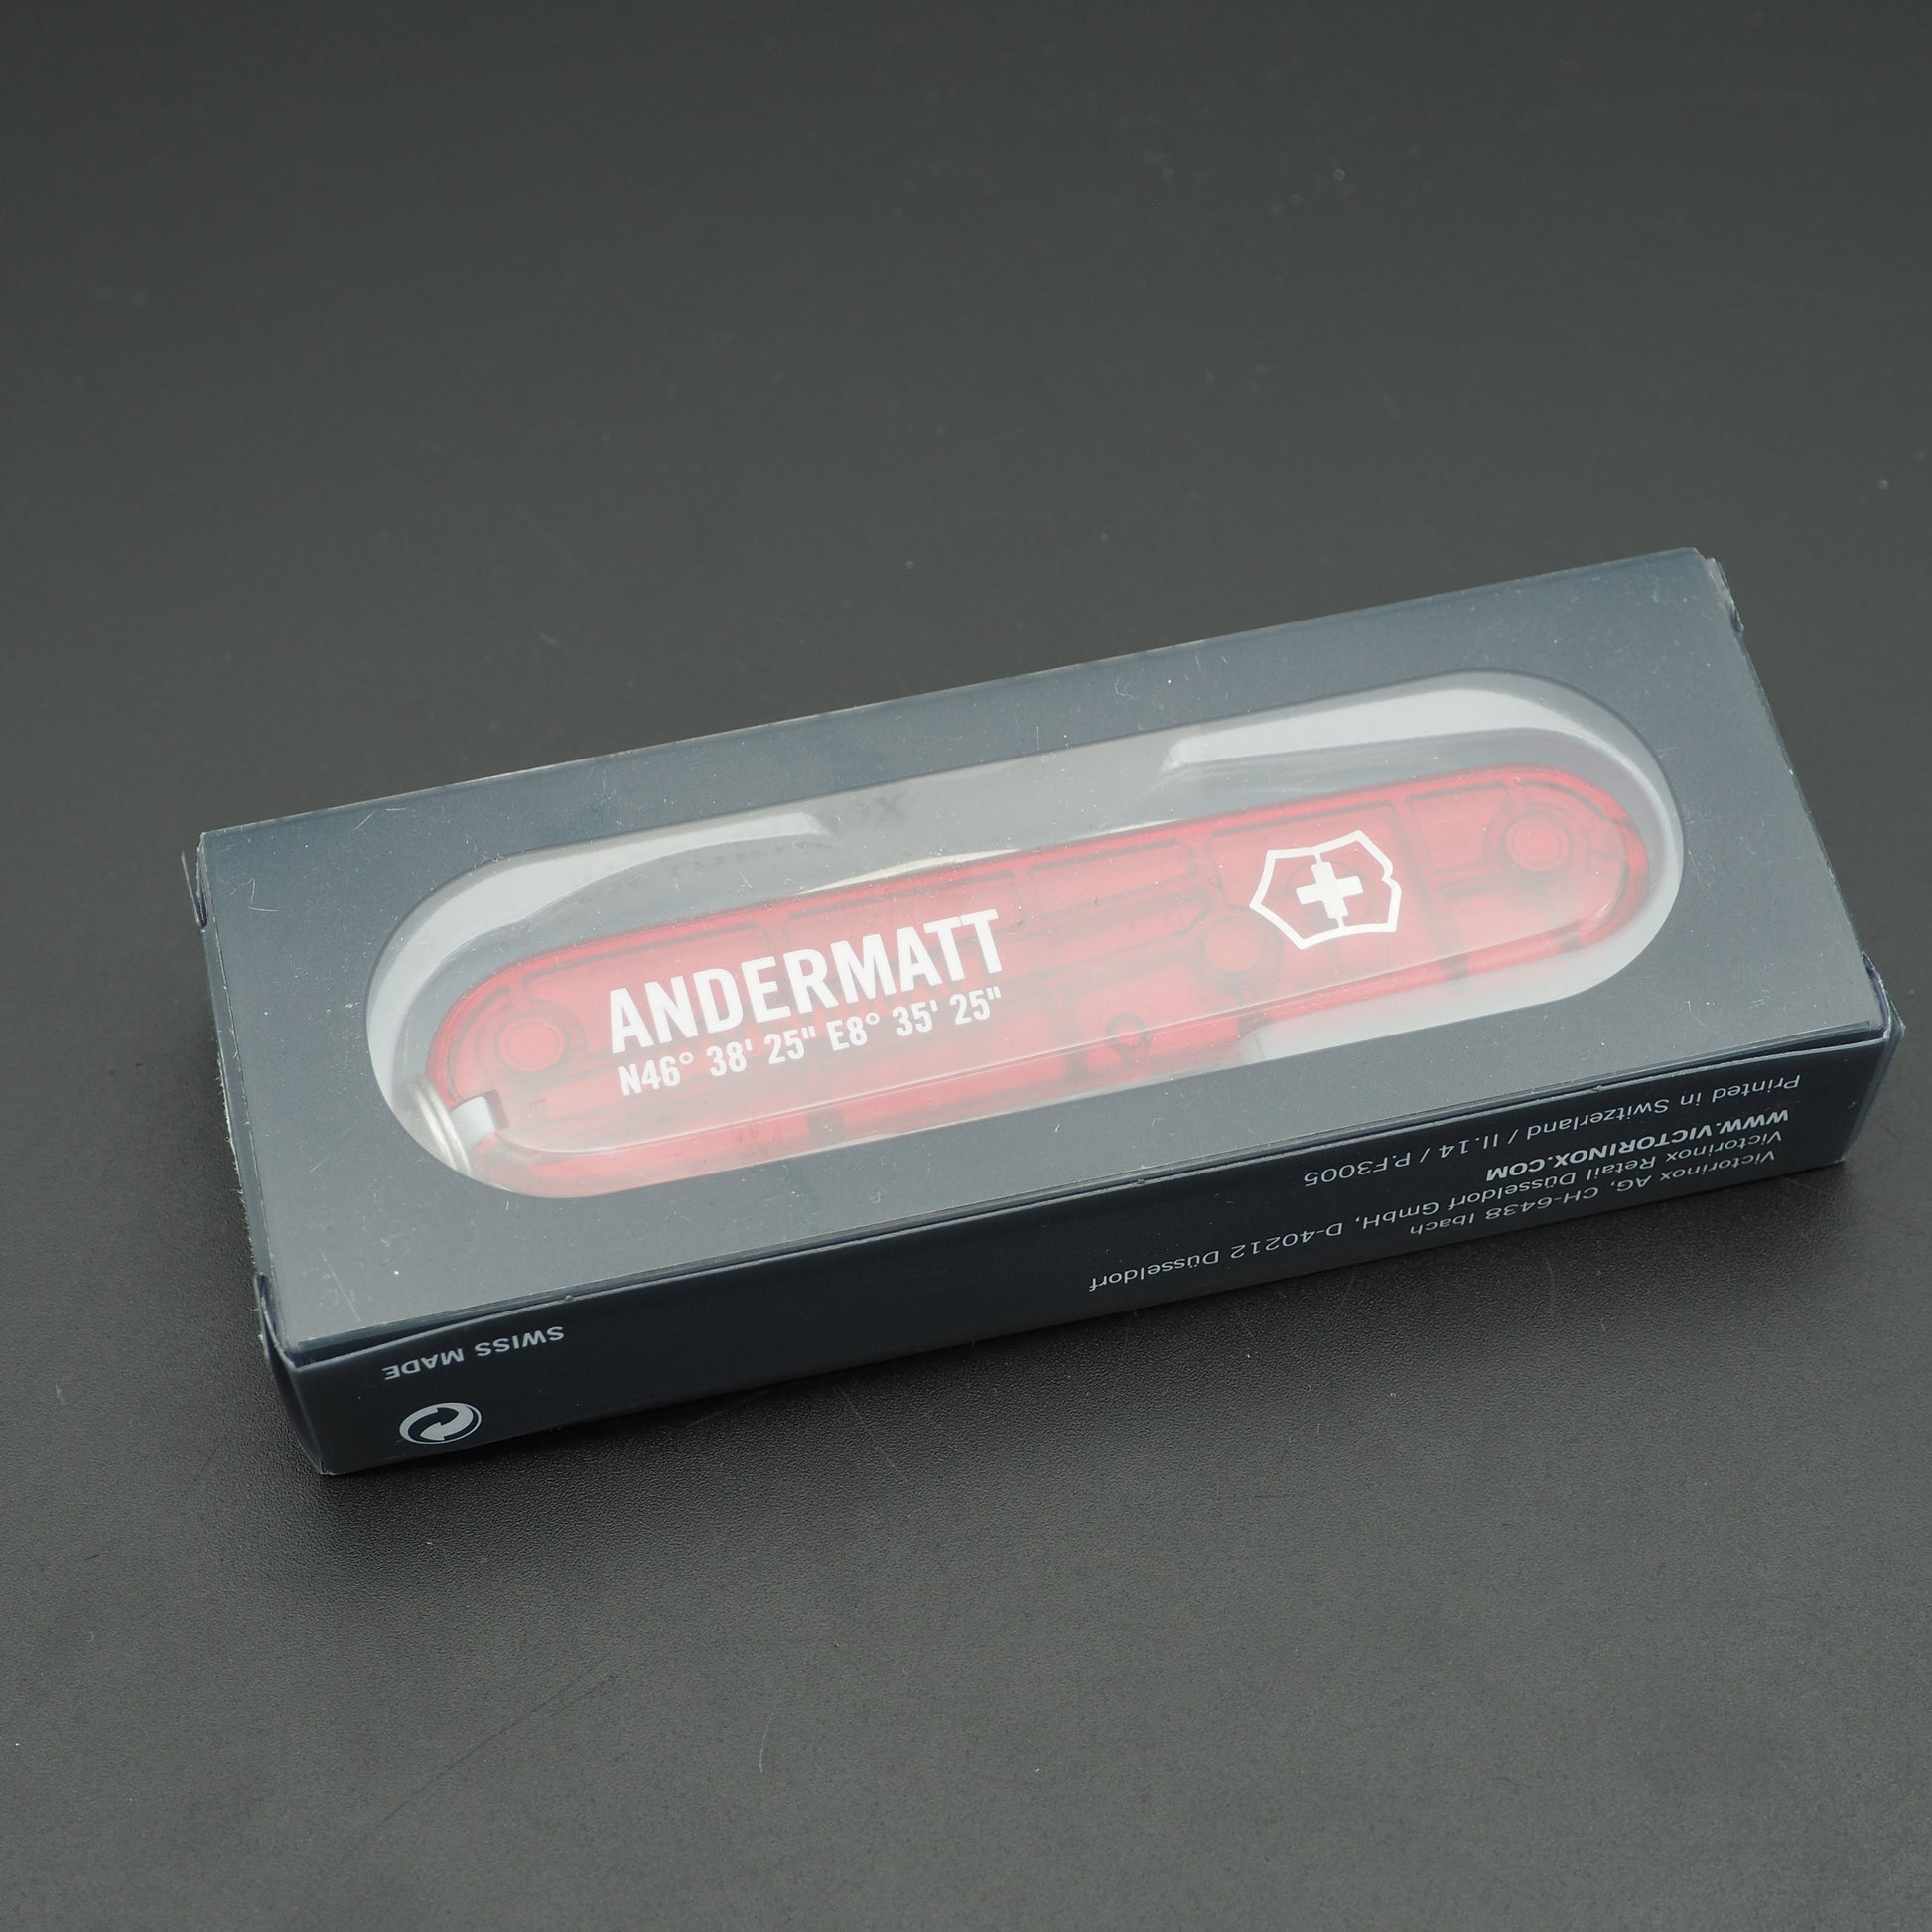 ANDERMATT
N46° 38' 25" E8° 35' 25"
Printed in Switzerland / II.14 / P.F3005
WWW.VICTORINOX.COM
Victorinox Retail Düsseldorf GmbH, D-40212 Düsseldorf
Victorinox AG, CH-6438 Ibach
SWISS MADE